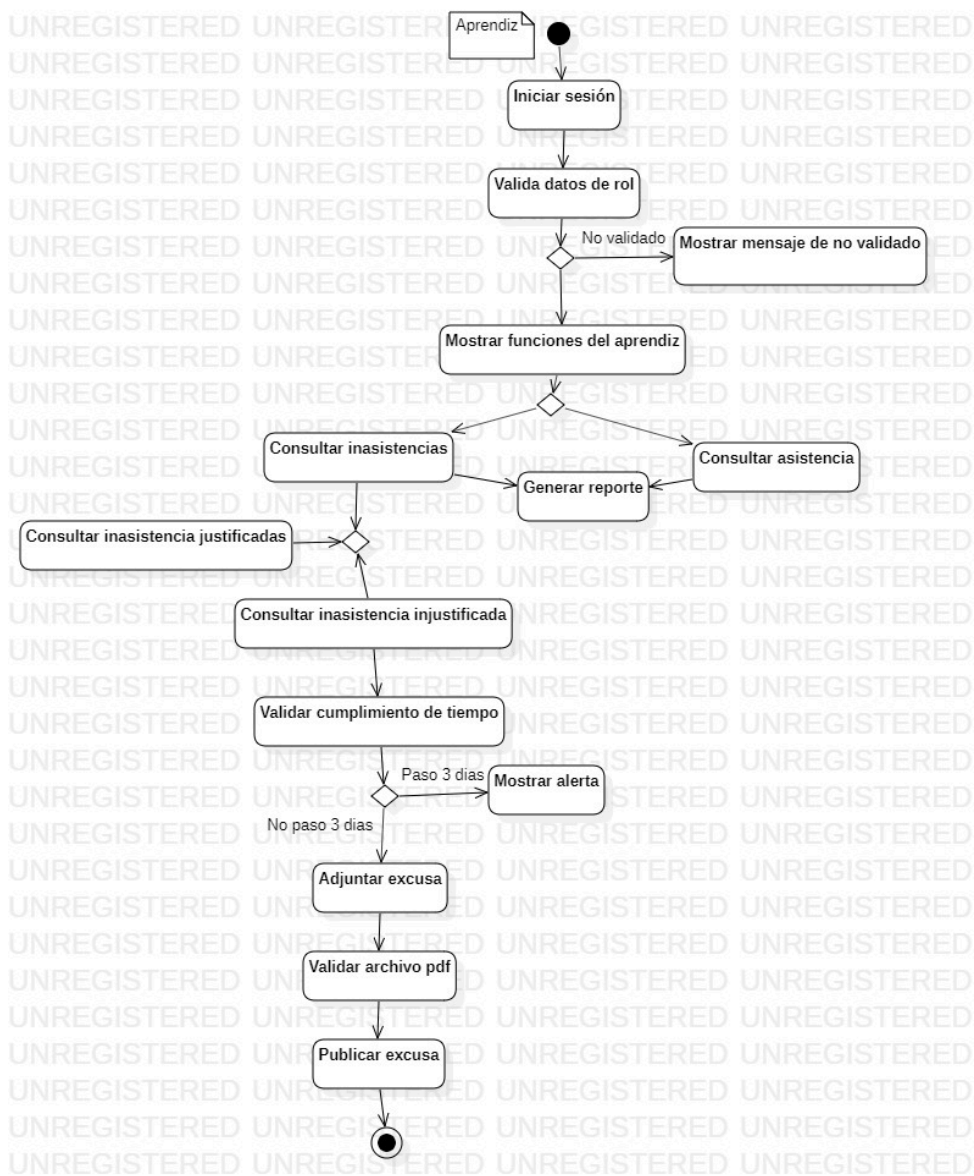 Aprendiz
Iniciar sesión
Valida datos de rol
No validado
Mostrar mensaje de no validado
Mostrar funciones del aprendiz
Consultar inasistencias
Consultar asistencia
Generar reporte
Consultar inasistencia justificadas
Consultar inasistencia injustificada
Validar cumplimiento de tiempo
Paso 3 dias
Mostrar alerta
No paso 3 dias
Adjuntar excusa
Validar archivo pdf
Publicar excusa
UNREGISTERED